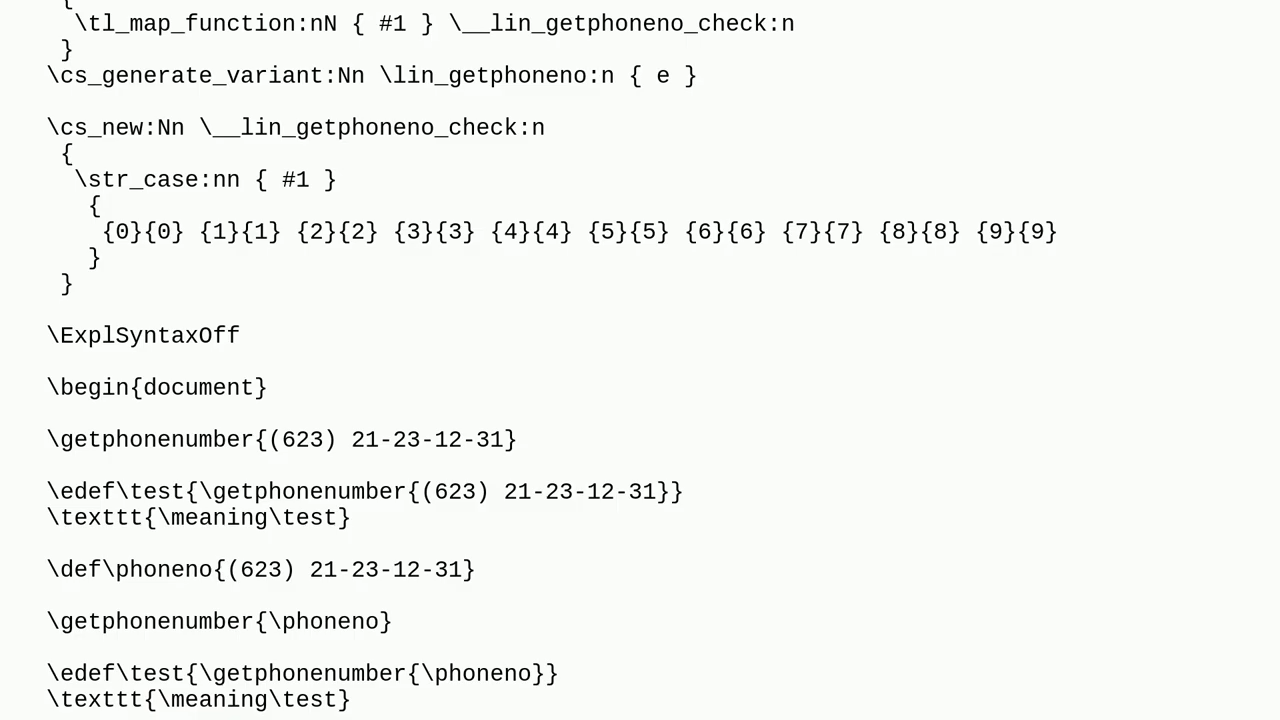 {
\tl_map_function:nN { #1 } \__lin_getphoneno_check:n
}
\cs_generate_variant:Nn \lin_getphoneno:n { e }
\cs_new:Nn \__lin_getphoneno_check:n
{
\str_case:nn { #1 }
{
{0}{0} {1}{1} {2}{2} {3}{3} {4}{4} {5}{5} {6}{6} {7}{7} {8}{8} {9}{9}
}
}
\ExplSyntaxOff
\begin{document}
\getphonenumber{(623) 21-23-12-31}
\edef\test{\getphonenumber{(623) 21-23-12-31}}
\texttt{\meaning\test}
\def\phoneno{(623) 21-23-12-31}
\getphonenumber{\phoneno}
\edef\test{\getphonenumber{\phoneno}}
\texttt{\meaning\test}